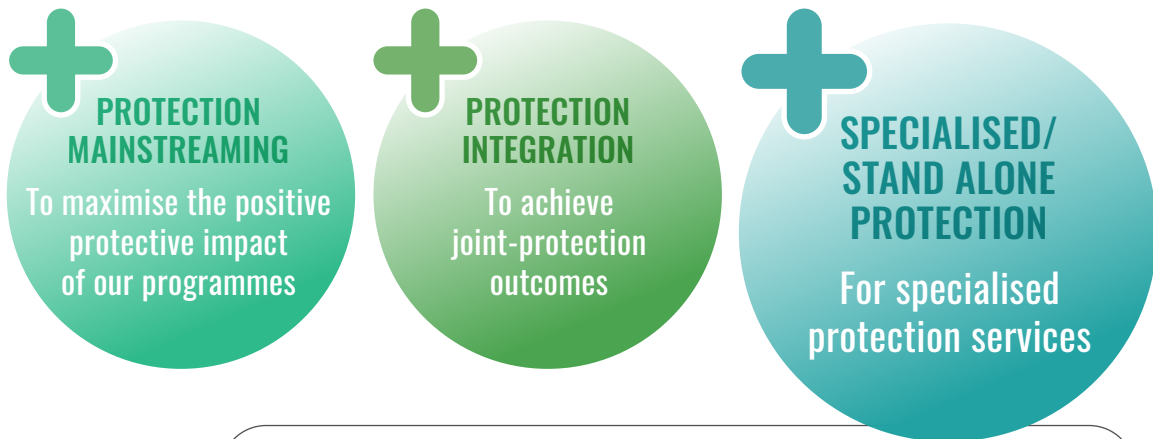 PROTECTION
MAINSTREAMING
To maximise the positive
protective impact
of our programmes
PROTECTION
INTEGRATION
To achieve
joint-protection
outcomes
SPECIALISED/
STAND ALONE
PROTECTION
For specialised
protection services